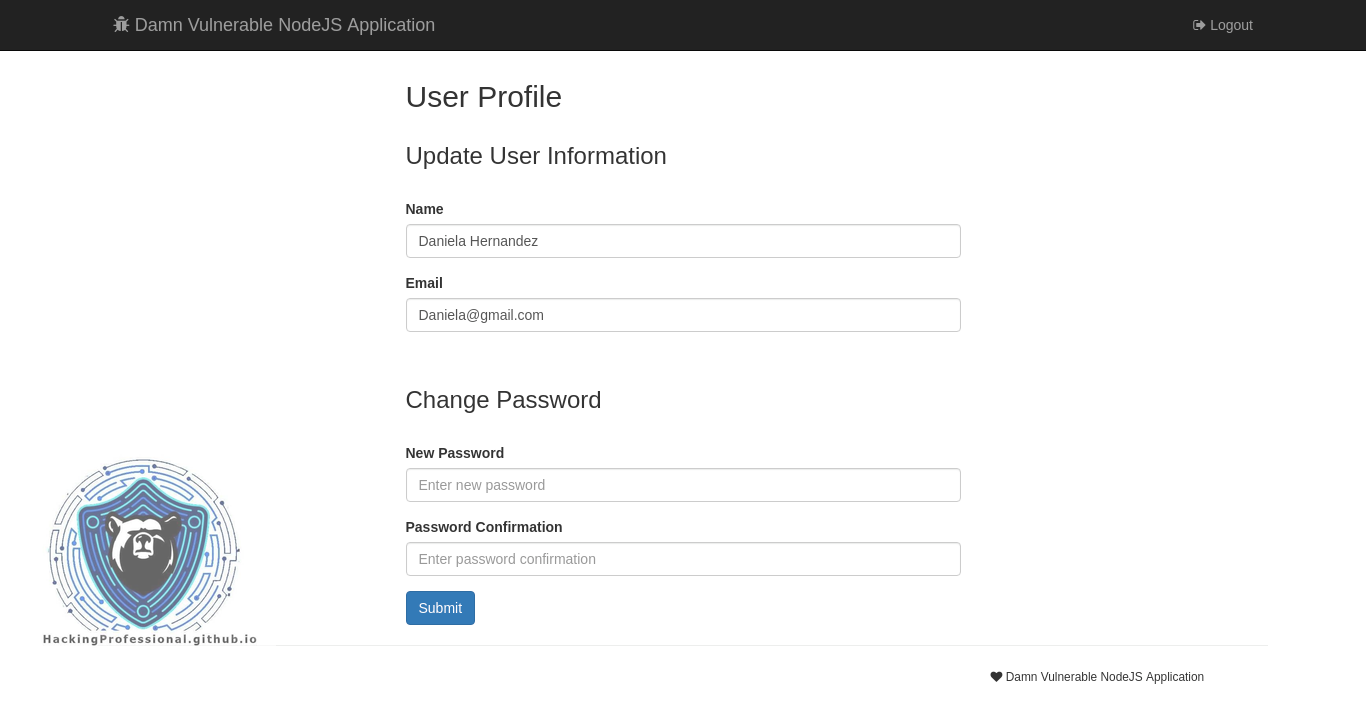 Damn Vulnerable NodeJS Application
Logout
User Profile
Update User Information
Name
Daniela Hernandez
Email
Daniela@gmail.com
Change Password
New Password
Enter new password
Password Confirmation
Enter password confirmation
Submit
HackingProfessional.github.io
Damn Vulnerable NodeJS Application